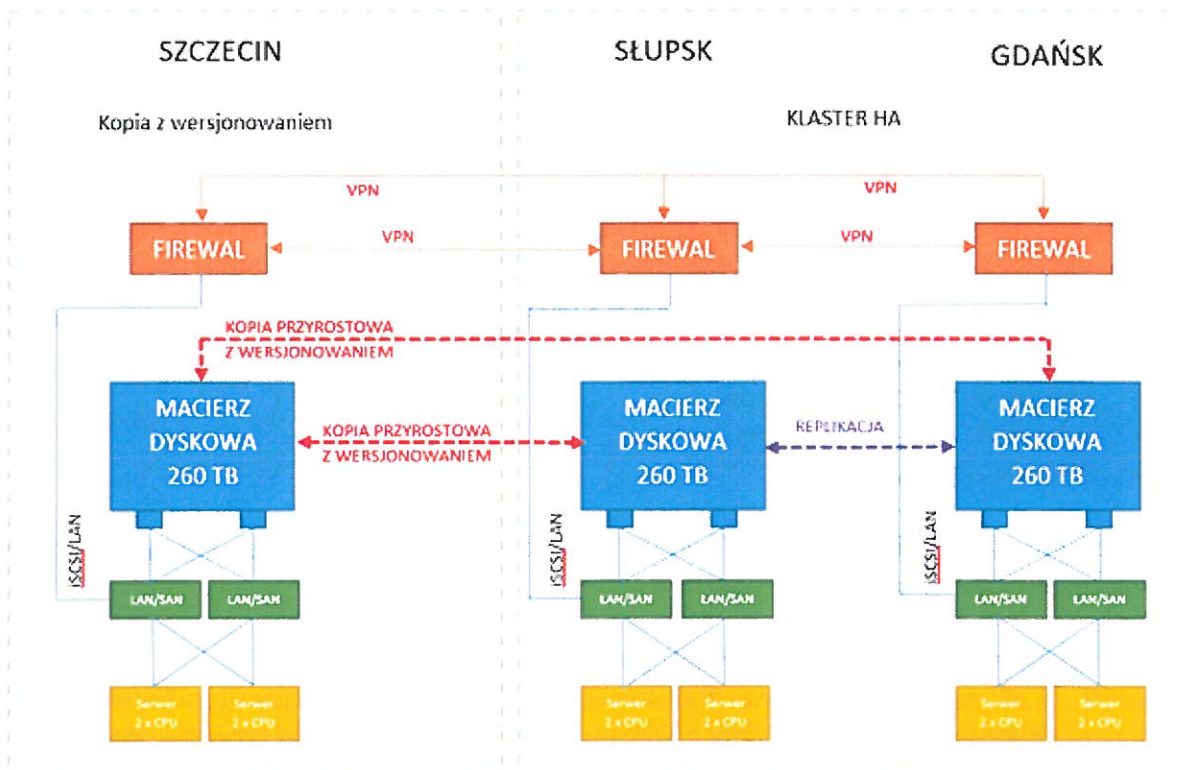 SZCZECIN
SŁUPSK
GDAŃSK
Kopia z wersjonowaniem
KLASTER HA
VPN
VPN
FIREWAL
VPN
FIREWAL
VPN
FIREWAL
KOPIA PRZYROSTOWA
Z WERSJONOWANIEM
MACIERZ
DYSKOWA
260 TB
KOPIA PRZYROSTOWA
Z WERSJONOWANIEM
MACIERZ
DYSKOWA
260 TB
REPLIKACJA
MACIERZ
DYSKOWA
260 TB
iSCSI/LAN
iSCSI/LAN
iSCSI/LAN
LAN/SAN
LAN/SAN
LAN/SAN
LAN/SAN
LAN/SAN
LAN/SAN
Serwer
2 x CPU
Serwer
2 x CPU
Serwer
2 x CPU
Serwer
2 x CPU
Serwer
2 x CPU
Serwer
2 x CPU